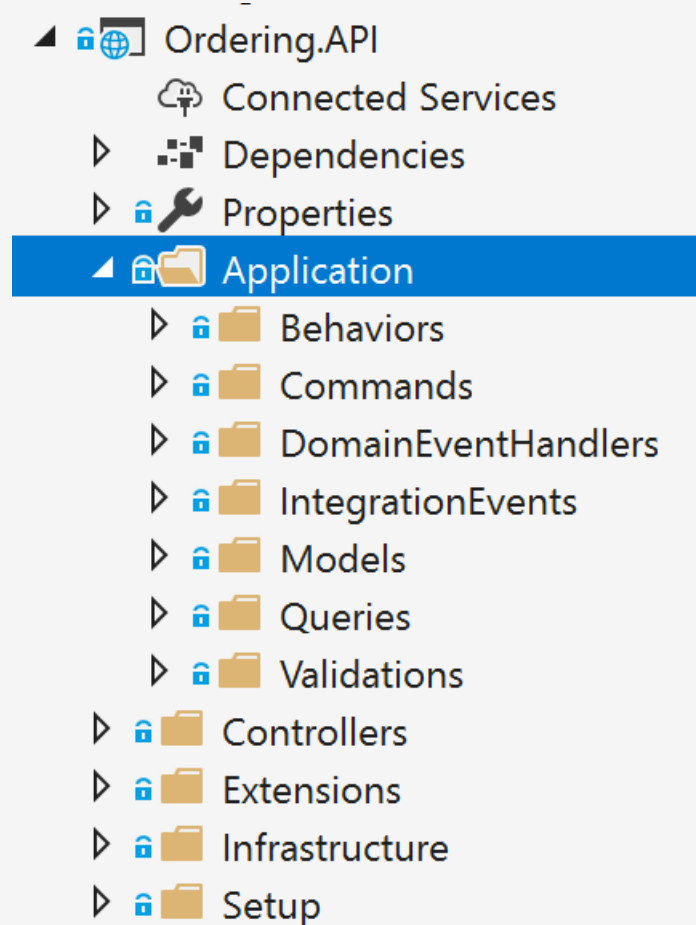 Ordering.API
Connected Services
Dependencies
Properties
Application
Behaviors
Commands
DomainEventHandlers
IntegrationEvents
Models
Queries
Validations
Controllers
Extensions
Infrastructure
Setup